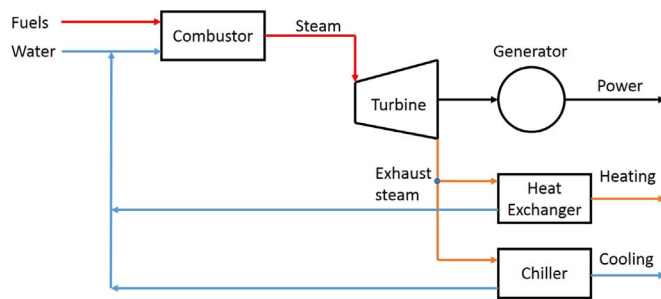 Fuels
Water
Combustor
Steam
Turbine
Generator
Power
Exhaust
steam
Heat
Exchanger
Heating
Chiller
Cooling